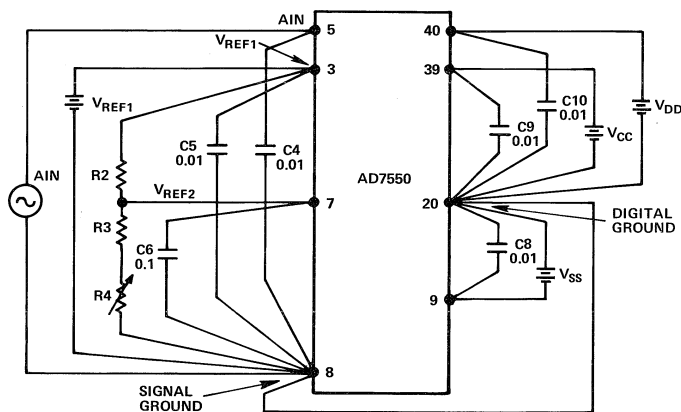 AIN
5
40
VREF1
3
39
VREF1
C5
0.01
C4
0.01
C9
0.01
C10
0.01
VCC
VDD
AIN
R2
VREF2
AD7550
7
20
DIGITAL
GROUND
R3
C6
0.1
C8
0.01
VSS
R4
9
8
SIGNAL
GROUND